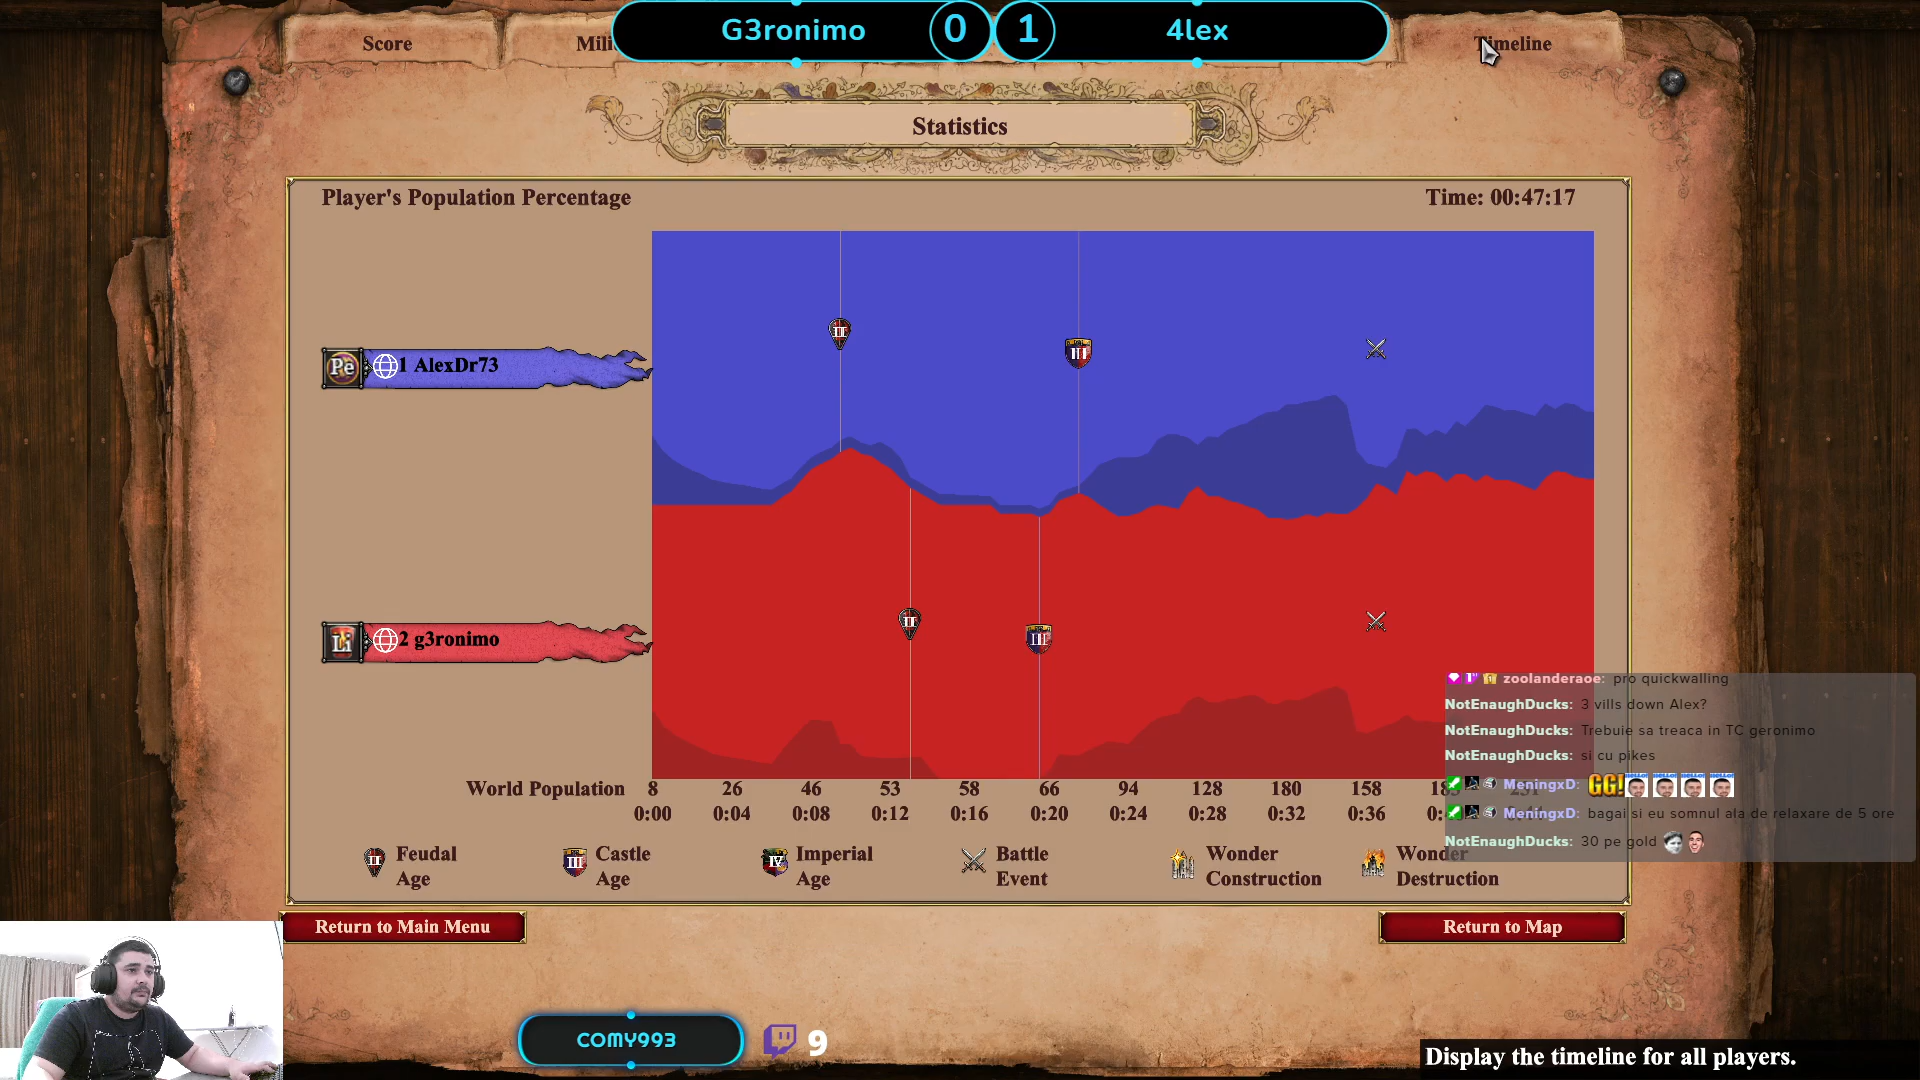 G3ronimo 0 1 4lex
Score
Mili
Timeline
Statistics
Player's Population Percentage
Time: 00:47:17
Pe 1 AlexDr73
Li 2 g3ronimo
zoolanderaoe: pro quickwalling
NotEnaughDucks: 3 vills down Alex?
NotEnaughDucks: Trebuie sa treaca in TC geronimo
NotEnaughDucks: si cu pikes
MeningxD: GG!
MeningxD: bagai si eu somnul ala de relaxare de 5 ore
NotEnaughDucks: 30 pe gold
World Population 8 26 46 53 58 66 94 128 180 158
0:00 0:04 0:08 0:12 0:16 0:20 0:24 0:28 0:32 0:36
Feudal Age
Castle Age
Imperial Age
Battle Event
Wonder Construction
Wonder Destruction
Return to Main Menu
Return to Map
COMY993
9
Display the timeline for all players.